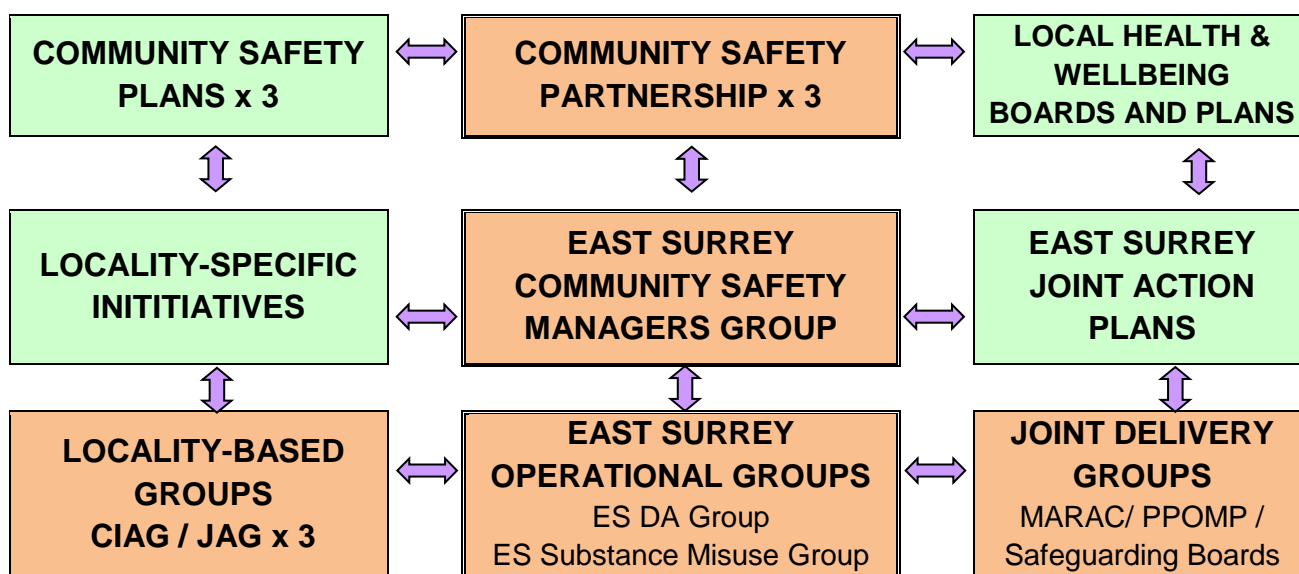 COMMUNITY SAFETY
PLANS x 3
COMMUNITY SAFETY
PARTNERSHIP x 3
LOCAL HEALTH &
WELLBEING
BOARDS AND PLANS
LOCALITY-SPECIFIC
INITITIATIVES
EAST SURREY
COMMUNITY SAFETY
MANAGERS GROUP
EAST SURREY
JOINT ACTION
PLANS
LOCALITY-BASED
GROUPS
CIAG / JAG x 3
EAST SURREY
OPERATIONAL GROUPS
ES DA Group
ES Substance Misuse Group
JOINT DELIVERY
GROUPS
MARAC/ PPOMP /
Safeguarding Boards